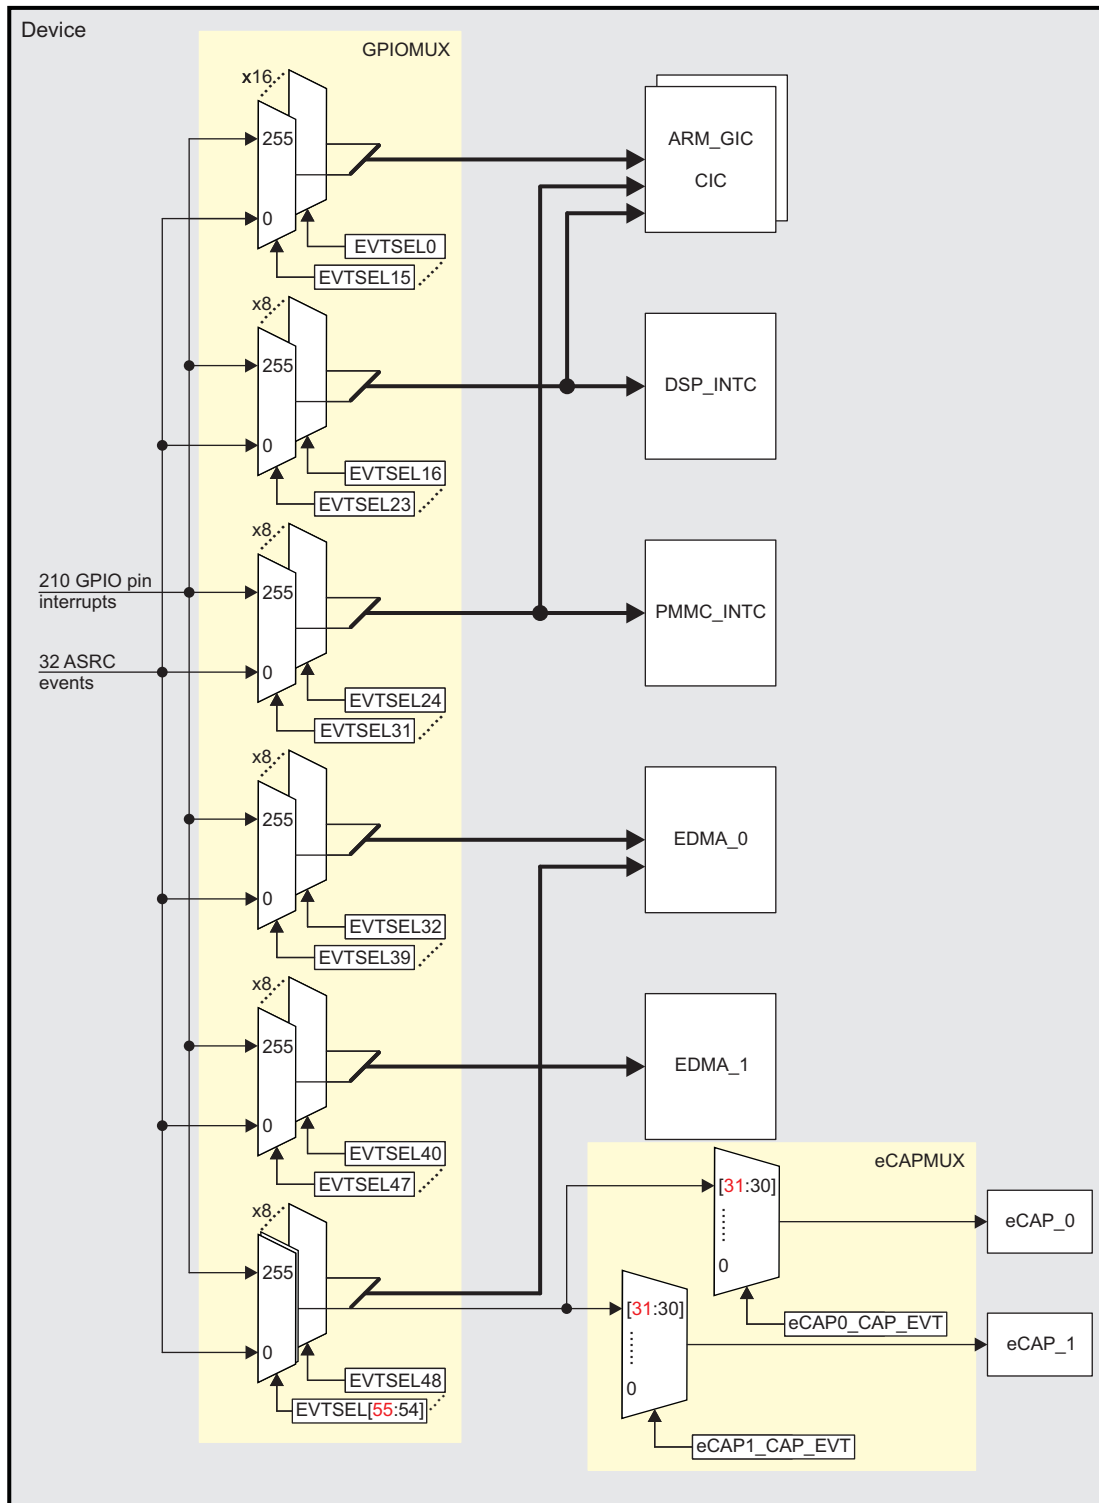 Device
GPIOMUX
x16
255
0
EVTSEL0
EVTSEL15
ARM_GIC
CIC
x8
255
0
EVTSEL16
EVTSEL23
DSP_INTC
x8
210 GPIO pin
interrupts
255
32 ASRC
events
0
EVTSEL24
EVTSEL31
PMMC_INTC
x8
255
0
EVTSEL32
EVTSEL39
EDMA_0
x8
255
0
EVTSEL40
EVTSEL47
EDMA_1
x8
255
0
EVTSEL48
EVTSEL[55:54]
eCAPMUX
[31:30]
0
eCAP0_CAP_EVT
eCAP_0
[31:30]
0
eCAP1_CAP_EVT
eCAP_1